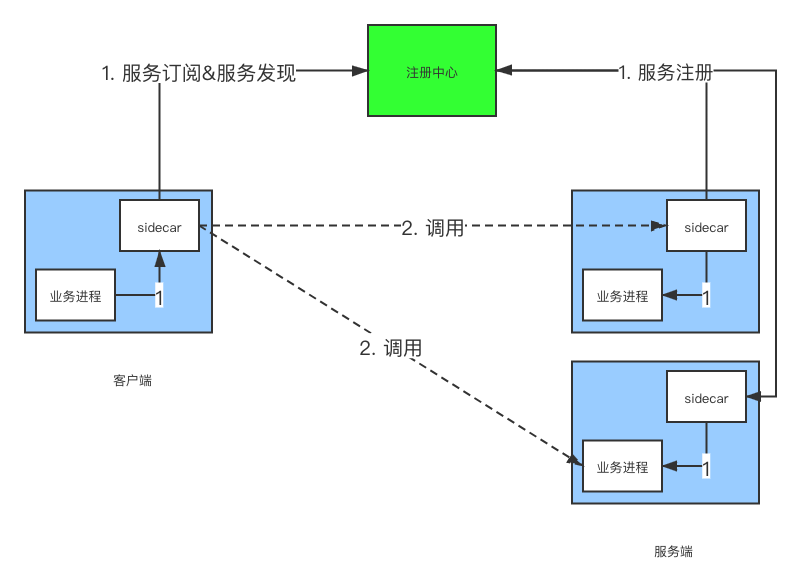 注册中心
1. 服务订阅&服务发现
1. 服务注册
sidecar
业务进程
1
客户端
2. 调用
2. 调用
sidecar
业务进程
1
sidecar
业务进程
1
服务端